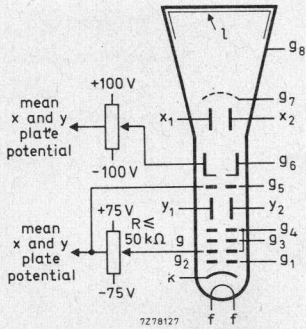 l
g8
+100 V
g7
mean
x and y
plate
potential
x1
x2
g6
-100 V
g5
+75 V
y1
y2
R≤
50 kΩ
g4
mean
x and y
plate
potential
g
g3
g2
g1
k
-75 V
f f
7Z78127